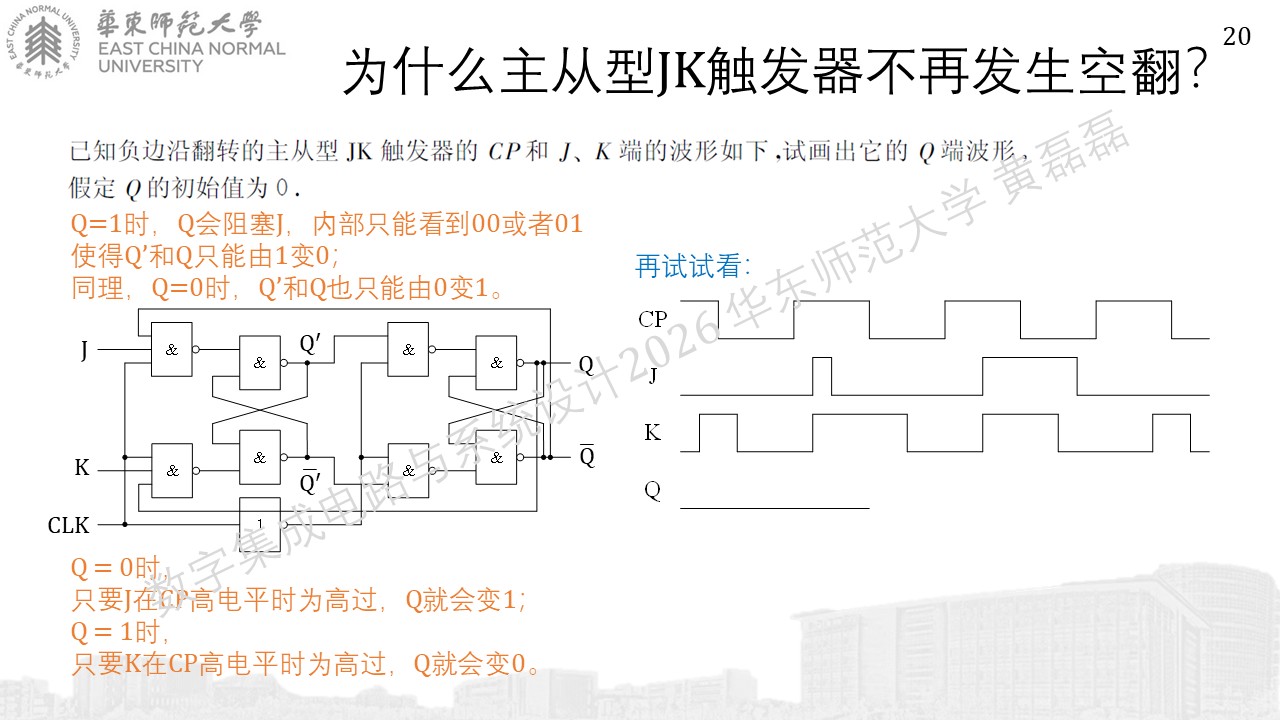 華東師範大學
EAST CHINA NORMAL
UNIVERSITY
EAST CHINA NORMAL UNIVERSITY
華東师范大学
20
为什么主从型JK触发器不再发生空翻？
已知负边沿翻转的主从型 JK 触发器的 CP 和 J、K 端的波形如下,试画出它的 Q 端波形。
假定 Q 的初始值为 0.
Q=1时，Q会阻塞J，内部只能看到00或者01
使得Q′和Q只能由1变0；
同理，Q=0时，Q′和Q也只能由0变1。
再试试看：
J
K
CLK
&
&
&
&
&
&
&
&
1
Q′
Q̅′
Q
Q̅
CP
J
K
Q
Q = 0时，
只要J在CP高电平时为高过，Q就会变1；
Q = 1时，
只要K在CP高电平时为高过，Q就会变0。
数字集成电路与系统设计2026 华东师范大学 黄磊磊